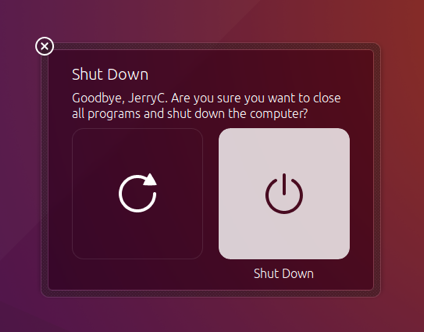 Shut Down
Goodbye, JerryC. Are you sure you want to close
all programs and shut down the computer?
Shut Down